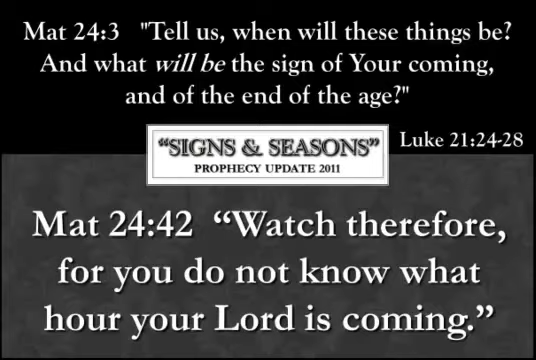 Mat 24:3 "Tell us, when will these things be?
And what will be the sign of Your coming,
and of the end of the age?"
"SIGNS & SEASONS"
PROPHECY UPDATE 2011
Luke 21:24-28
Mat 24:42 “Watch therefore,
for you do not know what
hour your Lord is coming.”